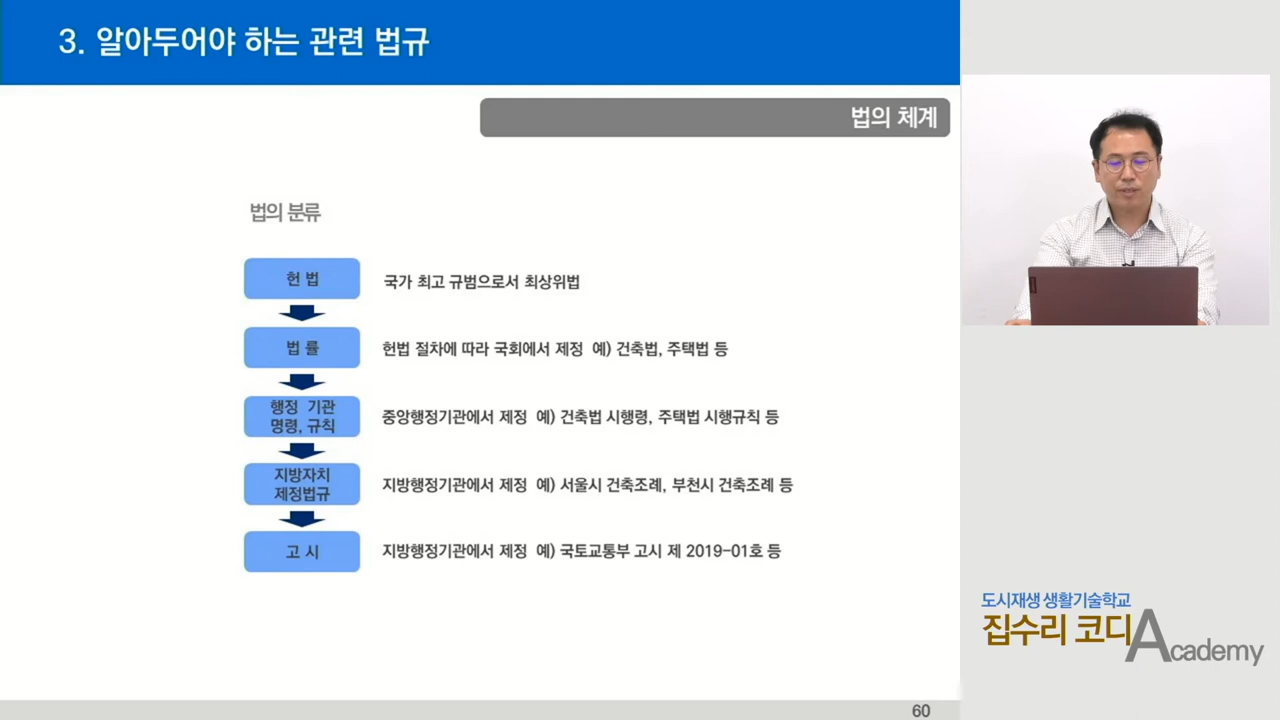 3. 알아두어야 하는 관련 법규
법의 체계
법의 분류
헌 법
국가 최고 규범으로서 최상위법
법 률
헌법 절차에 따라 국회에서 제정 예) 건축법, 주택법 등
행정 기관
명령, 규칙
중앙행정기관에서 제정 예) 건축법 시행령, 주택법 시행규칙 등
지방자치
제정법규
지방행정기관에서 제정 예) 서울시 건축조례, 부천시 건축조례 등
고 시
지방행정기관에서 제정 예) 국토교통부 고시 제 2019-01호 등
도시재생 생활기술학교
집수리 코디 Academy
60